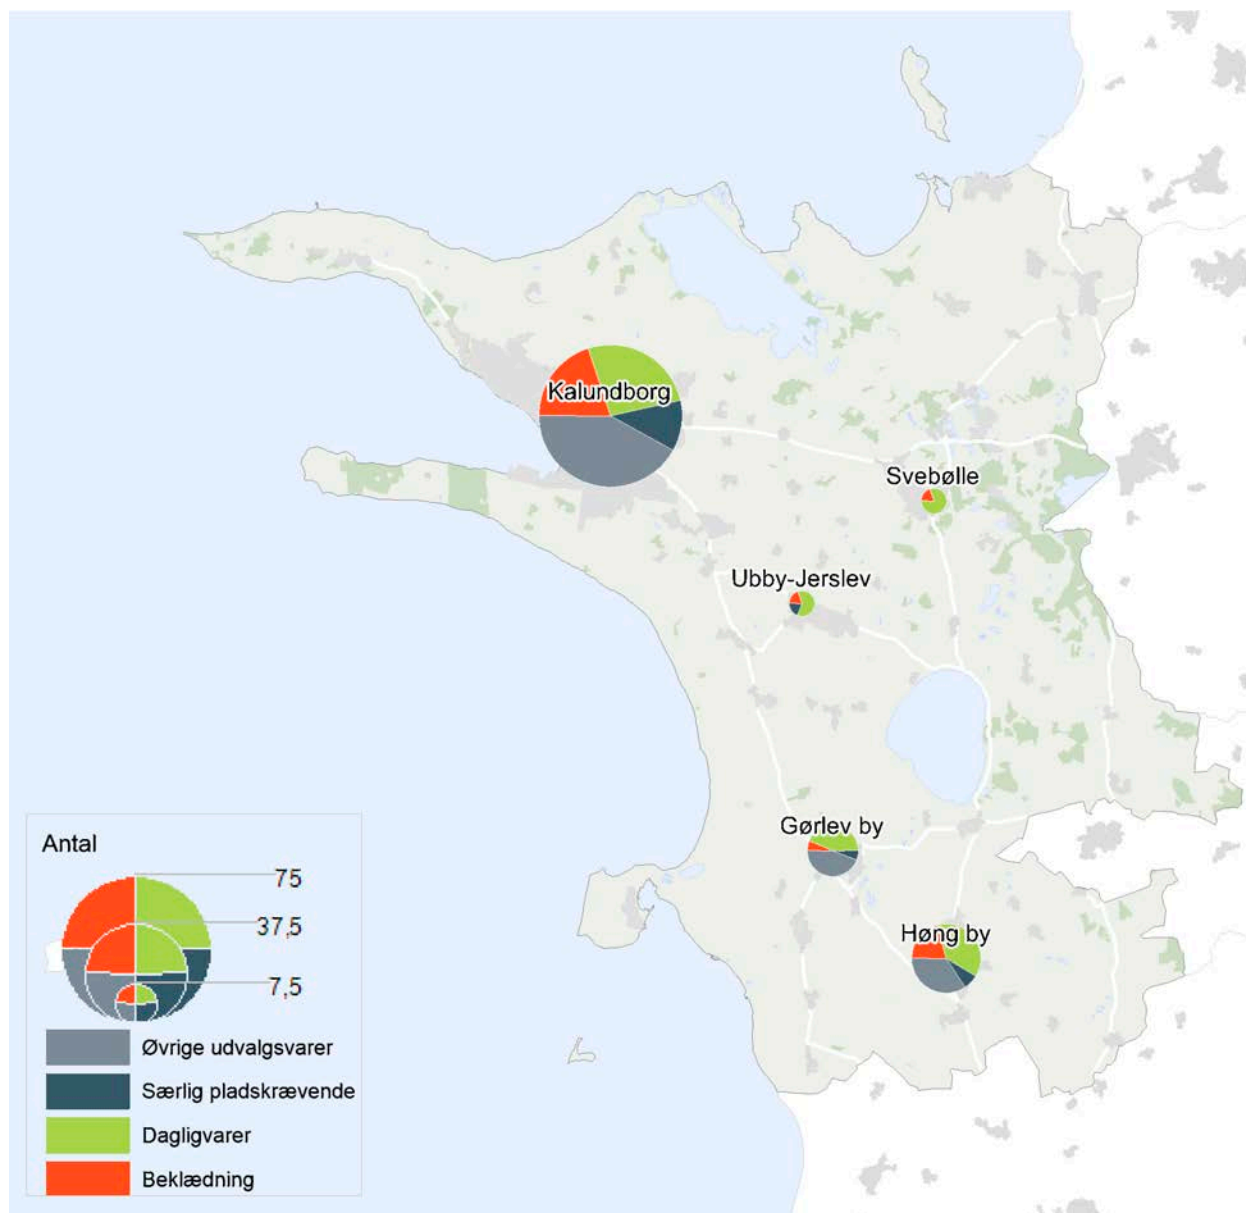 Kalundborg
Svebølle
Ubby-Jerslev
Gørlev by
Høng by
Antal
75
37,5
7,5
Øvrige udvalgsvarer
Særlig pladskrævende
Dagligvarer
Beklædning